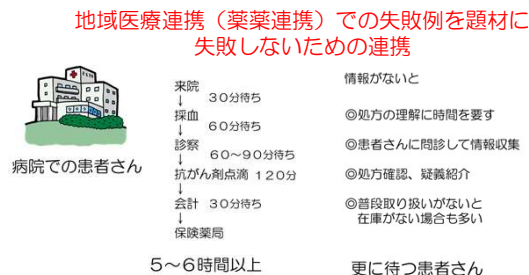 地域医療連携（薬薬連携）での失敗例を題材に
失敗しないための連携
病院での患者さん
来院
↓ 30分待ち
採血
↓ 60分待ち
診察
↓ 60〜90分待ち
抗がん剤点滴 120分
↓
会計 30分待ち
↓
保険薬局
5〜6時間以上
情報がないと
◎処方の理解に時間を要す
◎患者さんに問診して情報収集
◎処方確認、疑義紹介
◎普段取り扱いがないと
在庫がない場合も多い
更に待つ患者さん